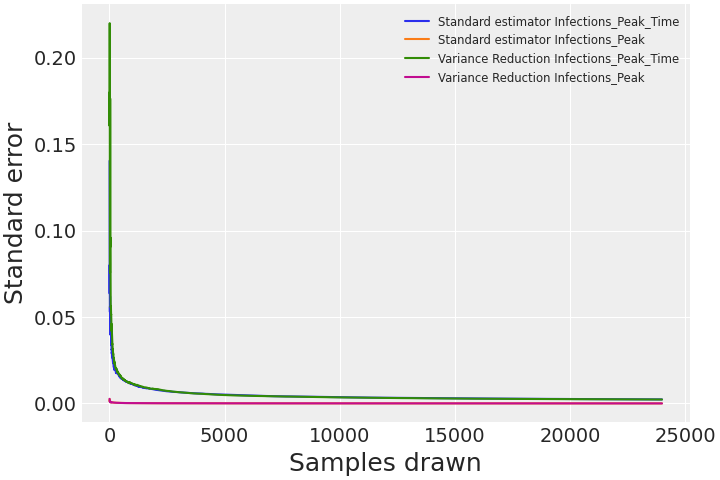 Standard estimator Infections_Peak_Time
Standard estimator Infections_Peak
Variance Reduction Infections_Peak_Time
Variance Reduction Infections_Peak
Standard error
0.20
0.15
0.10
0.05
0.00
0 5000 10000 15000 20000 25000
Samples drawn